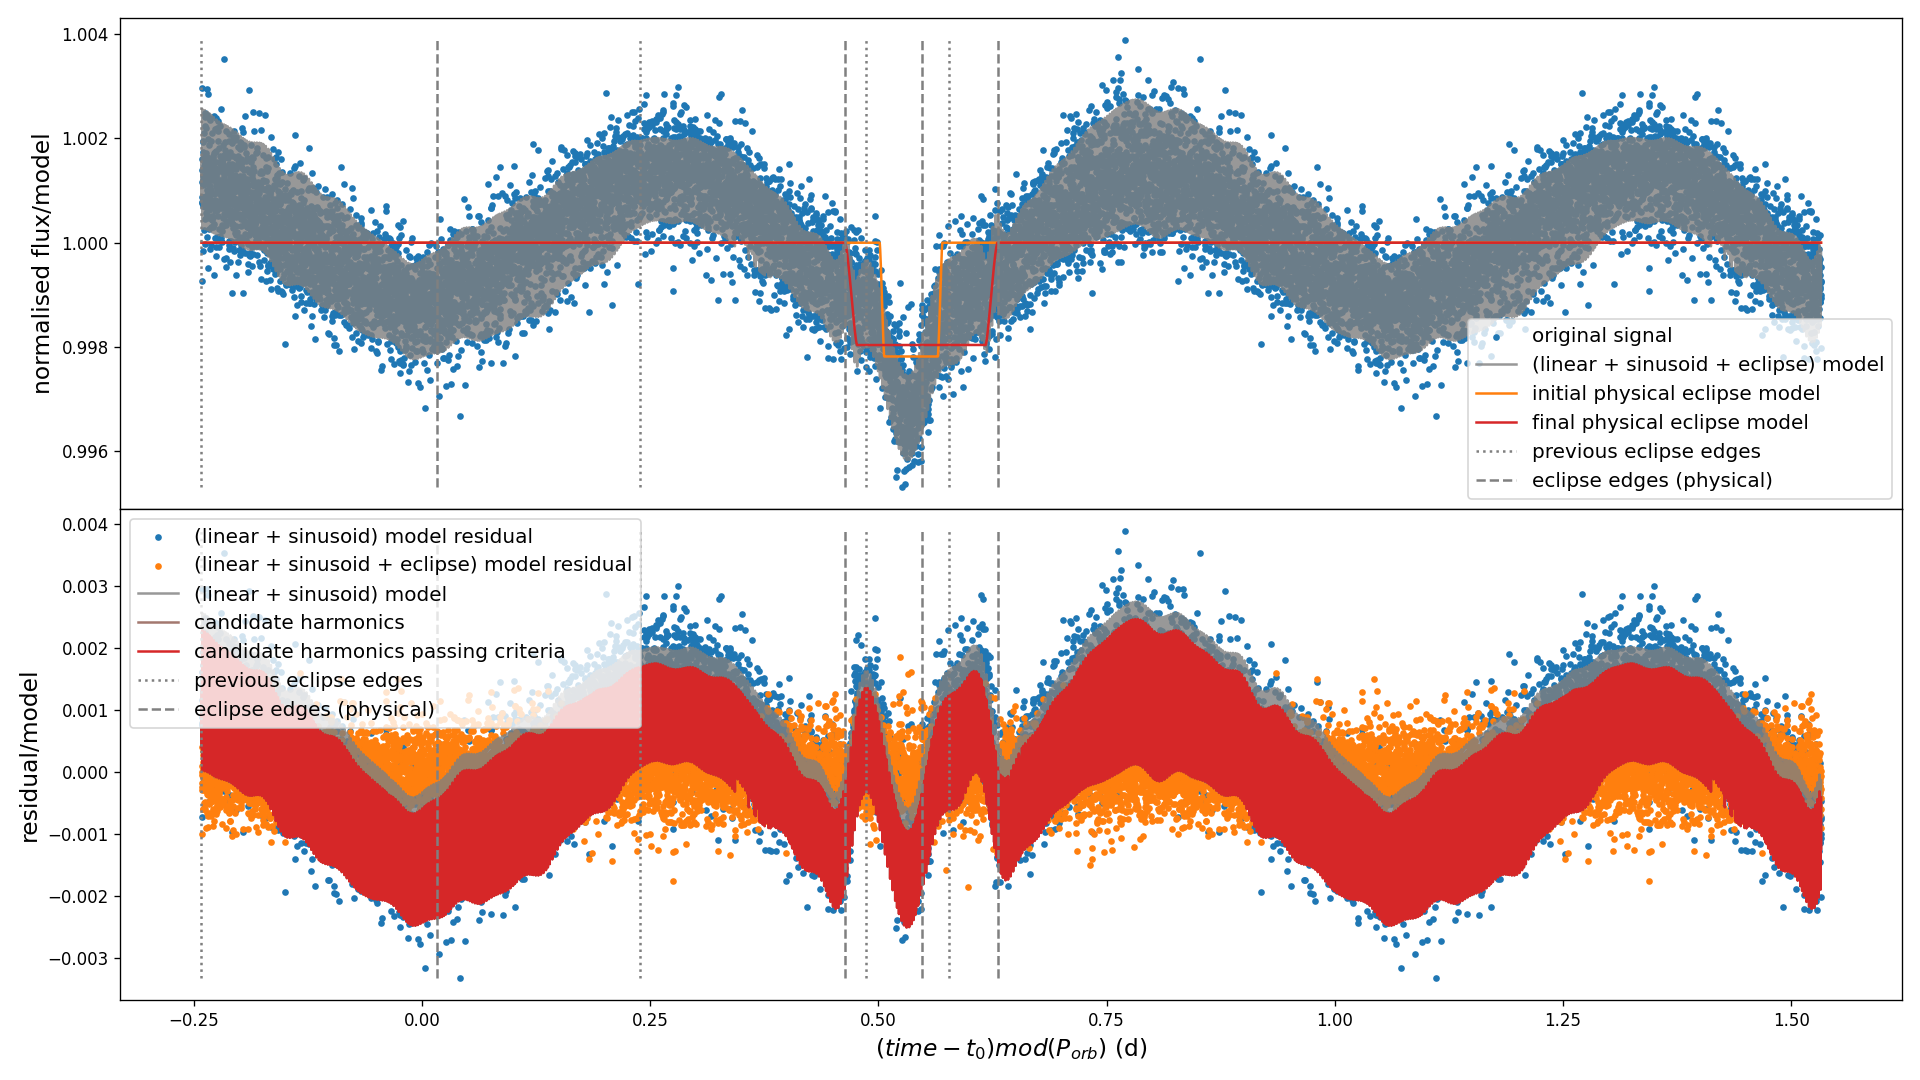 1.004
1.002
1.000
0.998
0.996
normalised flux/model
original signal
(linear + sinusoid + eclipse) model
initial physical eclipse model
final physical eclipse model
previous eclipse edges
eclipse edges (physical)
0.004
0.003
0.002
0.001
0.000
−0.001
−0.002
−0.003
residual/model
(linear + sinusoid) model residual
(linear + sinusoid + eclipse) model residual
(linear + sinusoid) model
candidate harmonics
candidate harmonics passing criteria
previous eclipse edges
eclipse edges (physical)
−0.25 0.00 0.25 0.50 0.75 1.00 1.25 1.50
(time − t₀)mod(Pₒᵣb) (d)